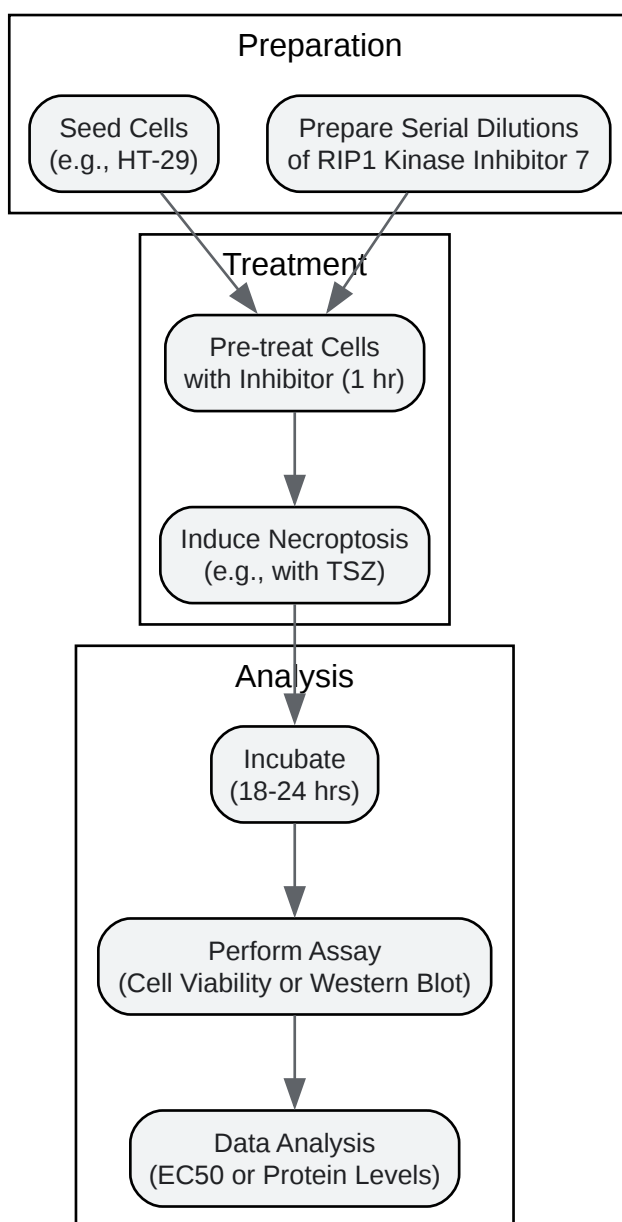 Preparation
Seed Cells
(e.g., HT-29)
Prepare Serial Dilutions
of RIP1 Kinase Inhibitor 7
Treatment
Pre-treat Cells
with Inhibitor (1 hr)
Induce Necroptosis
(e.g., with TSZ)
Analysis
Incubate
(18-24 hrs)
Perform Assay
(Cell Viability or Western Blot)
Data Analysis
(EC50 or Protein Levels)